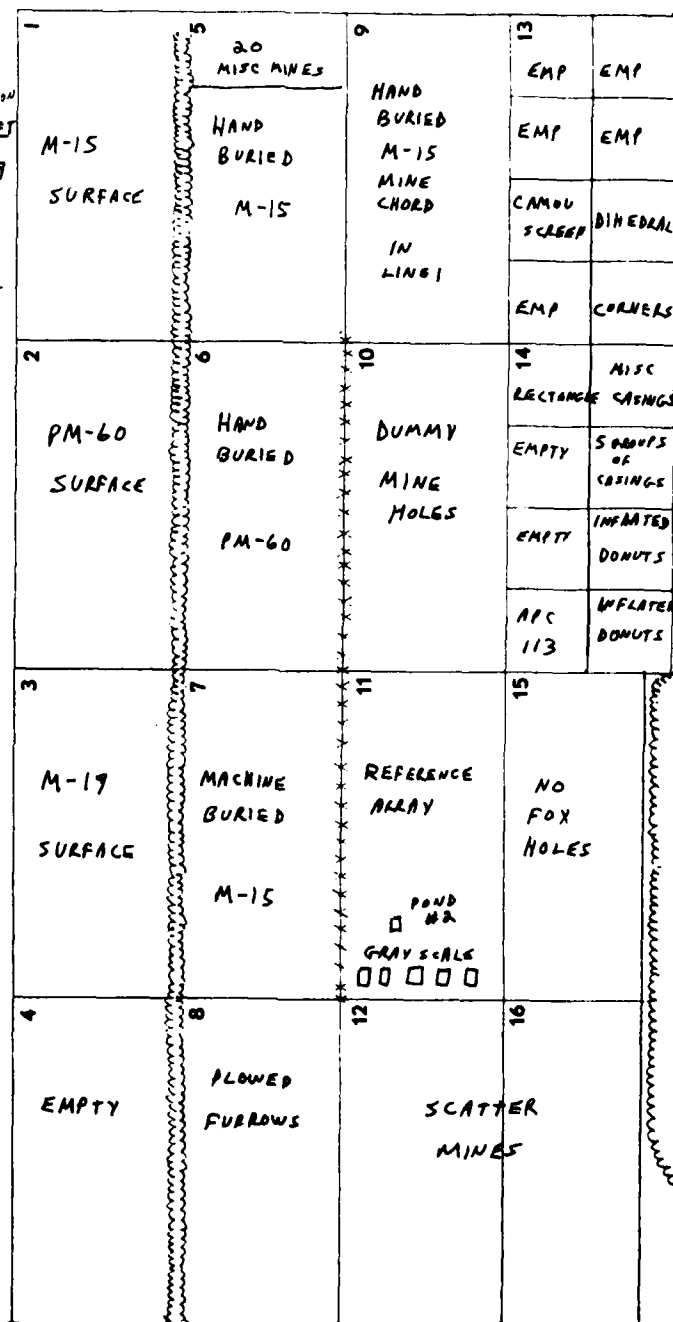 1
M-15
SURFACE
5
20
MISC MINES
HAND
BURIED
M-15
9
HAND
BURIED
M-15
MINE
CHORD
IN
LINE 1
13
EMP
EMP
EMP
EMP
CAMOU
SCREEN
DIHEDRAL
EMP
CORNERS
2
PM-60
SURFACE
6
HAND
BURIED
PM-60
10
DUMMY
MINE
HOLES
14
RECTANGLE
MISC
CASINGS
EMPTY
5 GROUPS
OF
CASINGS
EMPTY
INFLATED
DONUTS
APC
113
INFLATED
DONUTS
3
M-19
SURFACE
7
MACHINE
BURIED
M-15
11
REFERENCE
ARRAY
POND
#2
GRAY SCALE
15
NO
FOX
HOLES
4
EMPTY
8
PLOWED
FURROWS
12
16
SCATTER
MINES